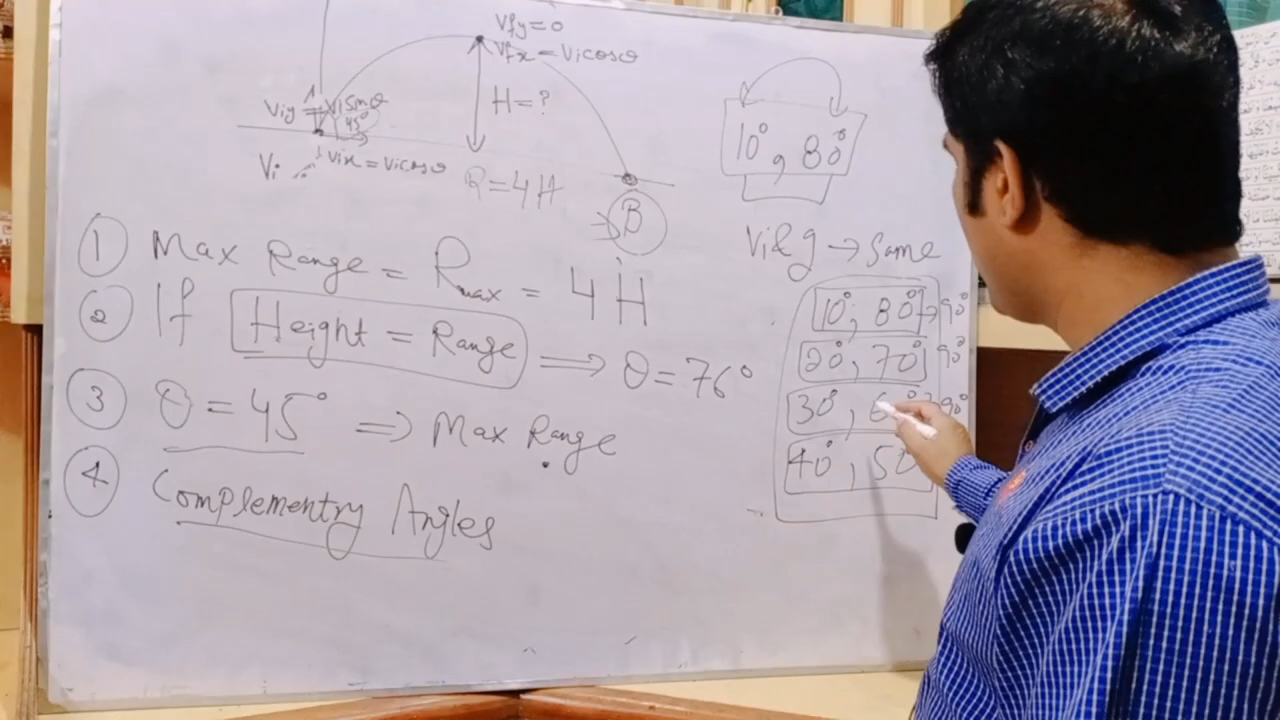 Vfy=0
Vfx=Vicosθ
H=?
Viy=Visinθ
45°
Vi
Vix=Vicosθ
R=4H
B
10°, 80°
Vi&g→Same
① Max Range = Rmax = 4H
② If Height = Range ⟹ θ=76°
③ θ=45° ⟹ Max Range
④ Complementry Angles
10°, 80°→90°
20°, 70° 90°
30°, 60° 90°
40°, 50